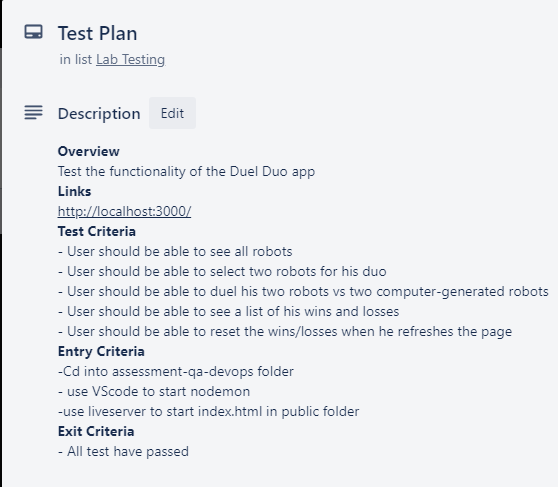 Test Plan
in list Lab Testing
Description Edit
Overview
Test the functionality of the Duel Duo app
Links
http://localhost:3000/
Test Criteria
- User should be able to see all robots
- User should be able to select two robots for his duo
- User should be able to duel his two robots vs two computer-generated robots
- User should be able to see a list of his wins and losses
- User should be able to reset the wins/losses when he refreshes the page
Entry Criteria
-Cd into assessment-qa-devops folder
- use VScode to start nodemon
-use liveserver to start index.html in public folder
Exit Criteria
- All test have passed